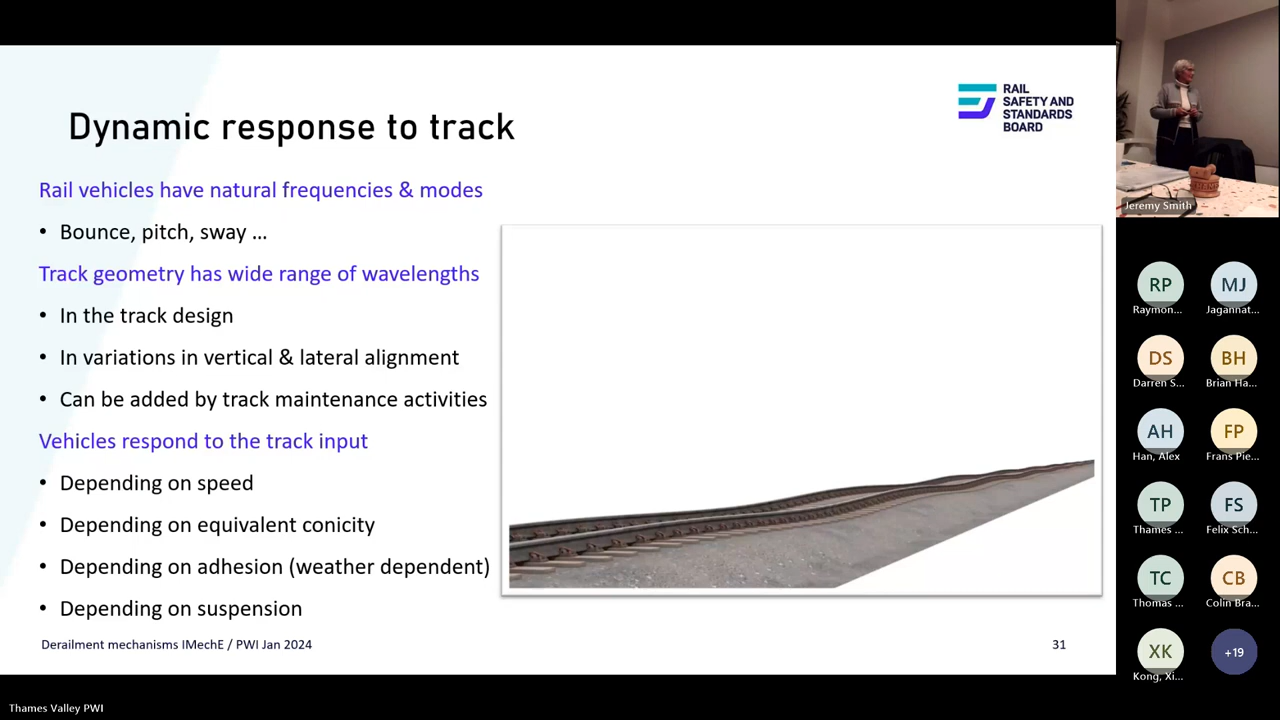 Dynamic response to track
RAIL
SAFETY AND
STANDARDS
BOARD
Rail vehicles have natural frequencies & modes
• Bounce, pitch, sway ...
Track geometry has wide range of wavelengths
• In the track design
• In variations in vertical & lateral alignment
• Can be added by track maintenance activities
Vehicles respond to the track input
• Depending on speed
• Depending on equivalent conicity
• Depending on adhesion (weather dependent)
• Depending on suspension
Derailment mechanisms IMechE / PWI Jan 2024
31
Jeremy Smith
RP
Raymon...
MJ
Jagannat...
DS
Darren S...
BH
Brian Ha...
AH
Han, Alex
FP
Frans Pie...
TP
Thames ...
FS
Felix Sch...
TC
Thomas ...
CB
Colin Bra...
XK
Kong, Xi...
+19
Thames Valley PWI